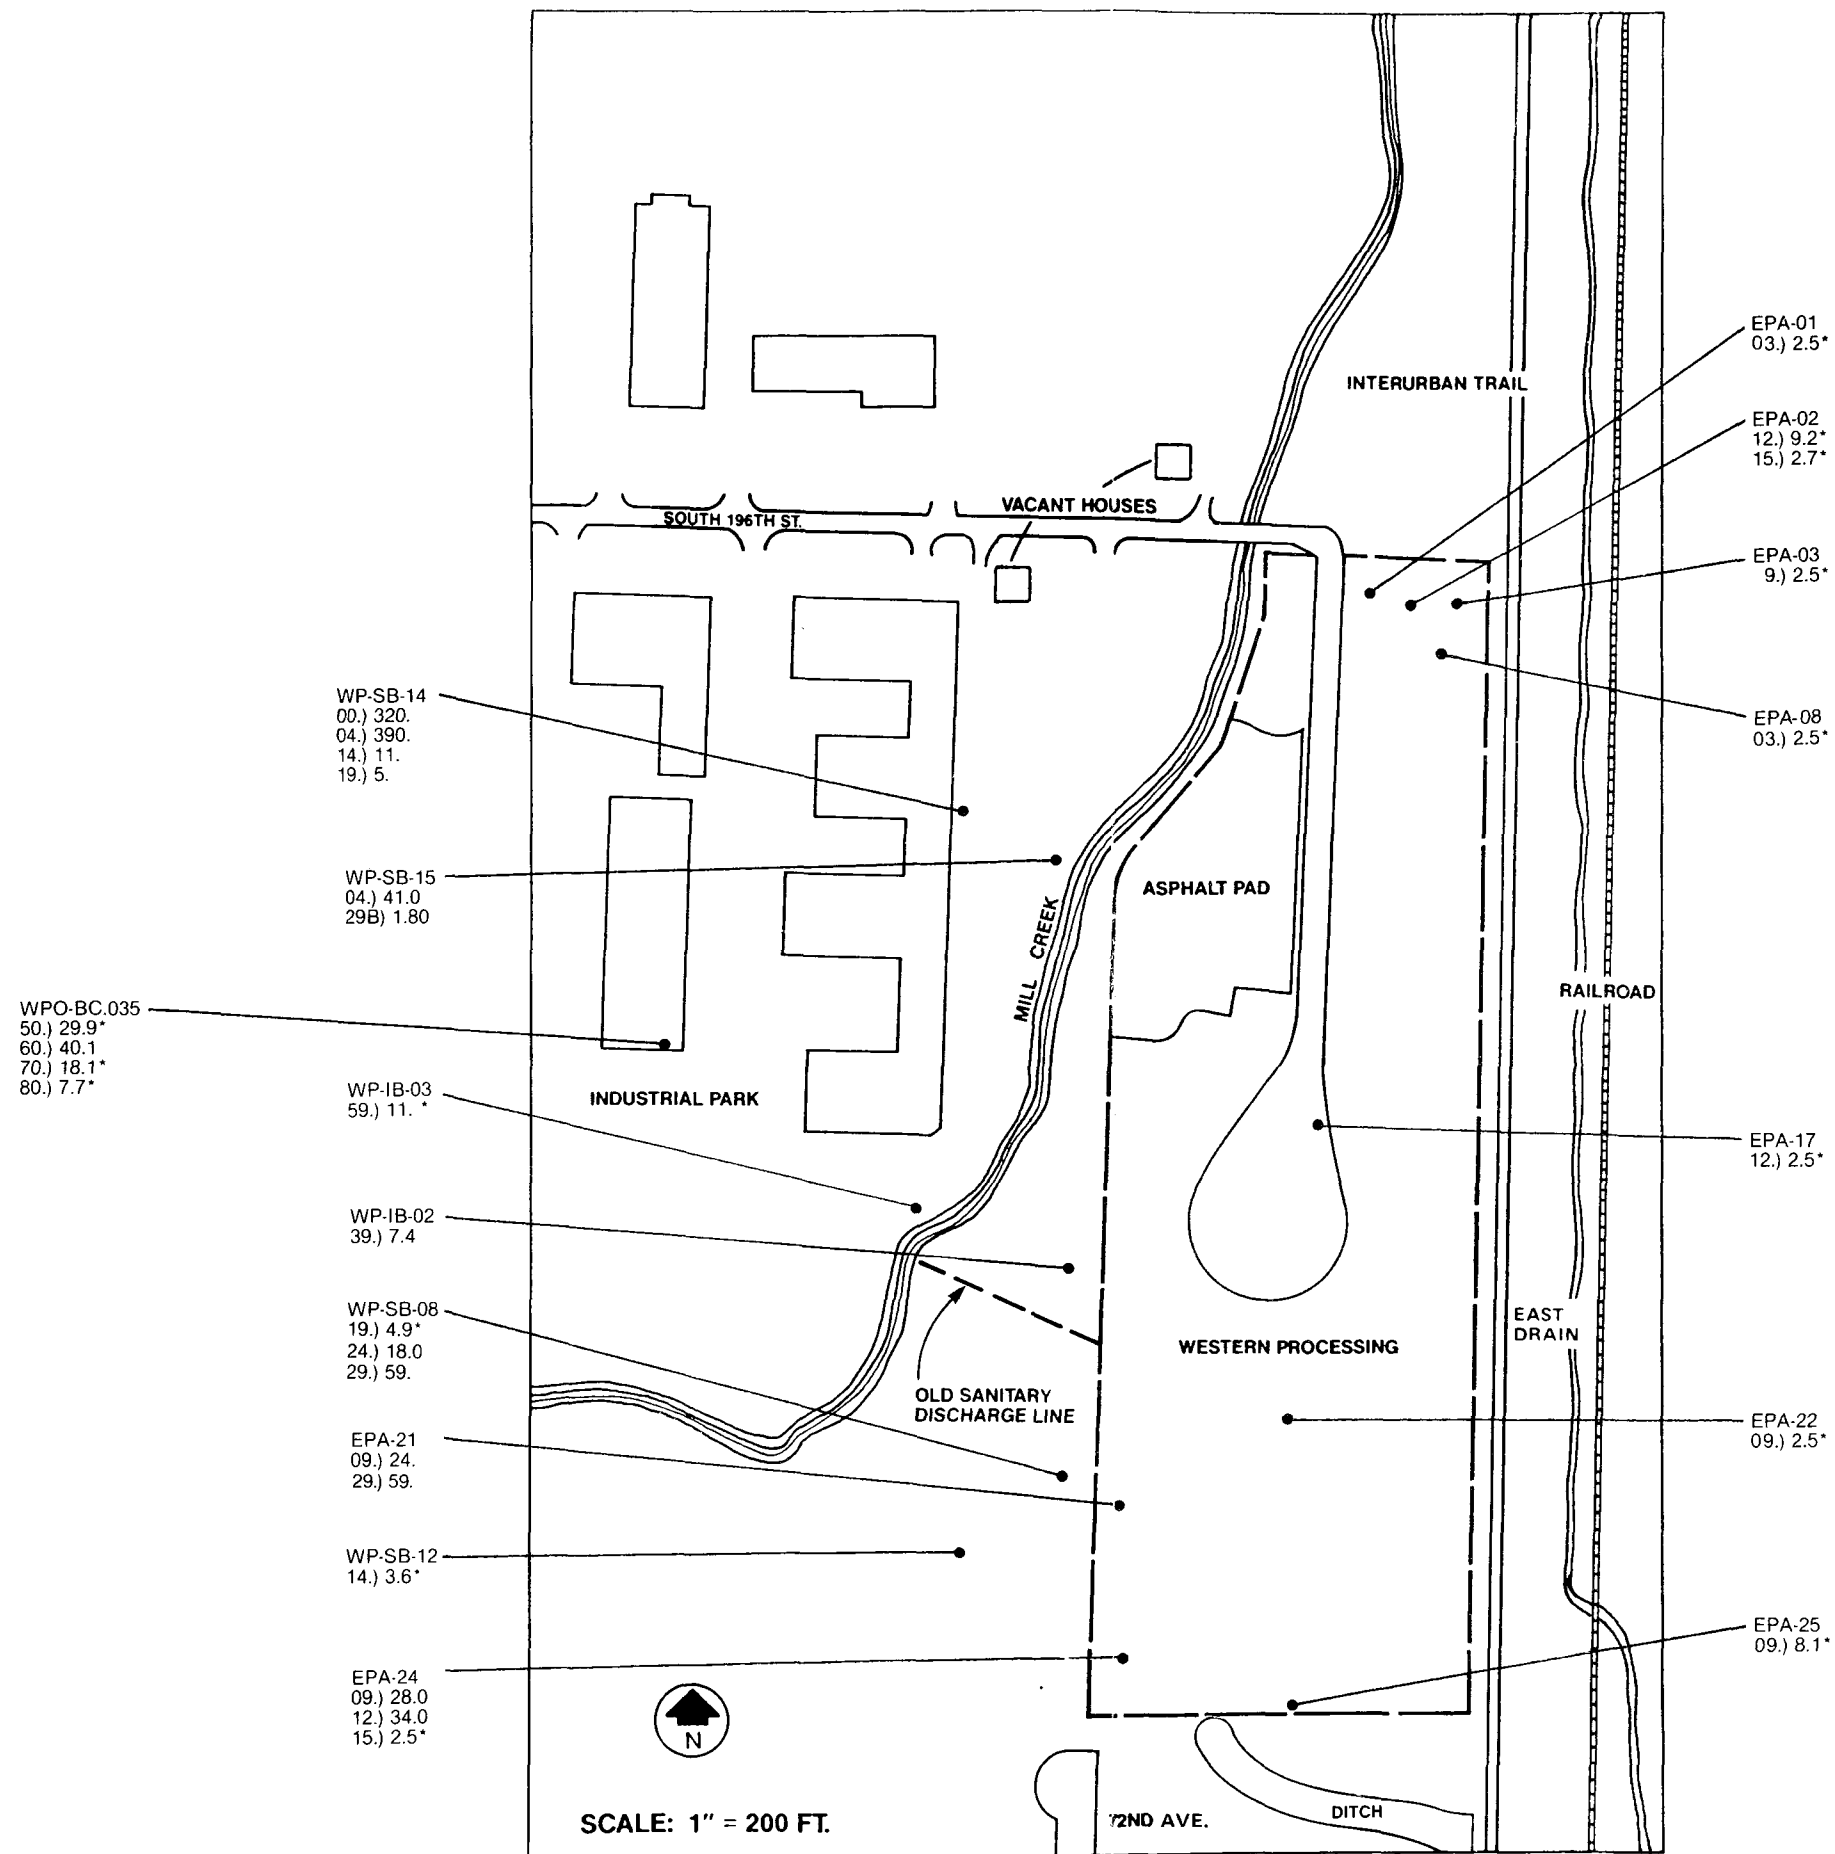 EPA-01
03.) 2.5*
INTERURBAN TRAIL
EPA-02
12.) 9.2*
15.) 2.7*
VACANT HOUSES
SOUTH 196TH ST.
EPA-03
9.) 2.5*
WP-SB-14
00.) 320.
04.) 390.
14.) 11.
19.) 5.
EPA-08
03.) 2.5*
WP-SB-15
04.) 41.0
29B) 1.80
ASPHALT PAD
MILL CREEK
RAILROAD
WPO-BC.035
50.) 29.9*
60.) 40.1
70.) 18.1*
80.) 7.7*
WP-IB-03
59.) 11. *
INDUSTRIAL PARK
EPA-17
12.) 2.5*
WP-IB-02
39.) 7.4
WP-SB-08
19.) 4.9*
24.) 18.0
29.) 59.
EAST
DRAIN
WESTERN PROCESSING
OLD SANITARY
DISCHARGE LINE
EPA-21
09.) 24.
29.) 59.
EPA-22
09.) 2.5*
WP-SB-12
14.) 3.6*
EPA-25
09.) 8.1*
EPA-24
09.) 28.0
12.) 34.0
15.) 2.5*
N
SCALE: 1" = 200 FT.
72ND AVE.
DITCH